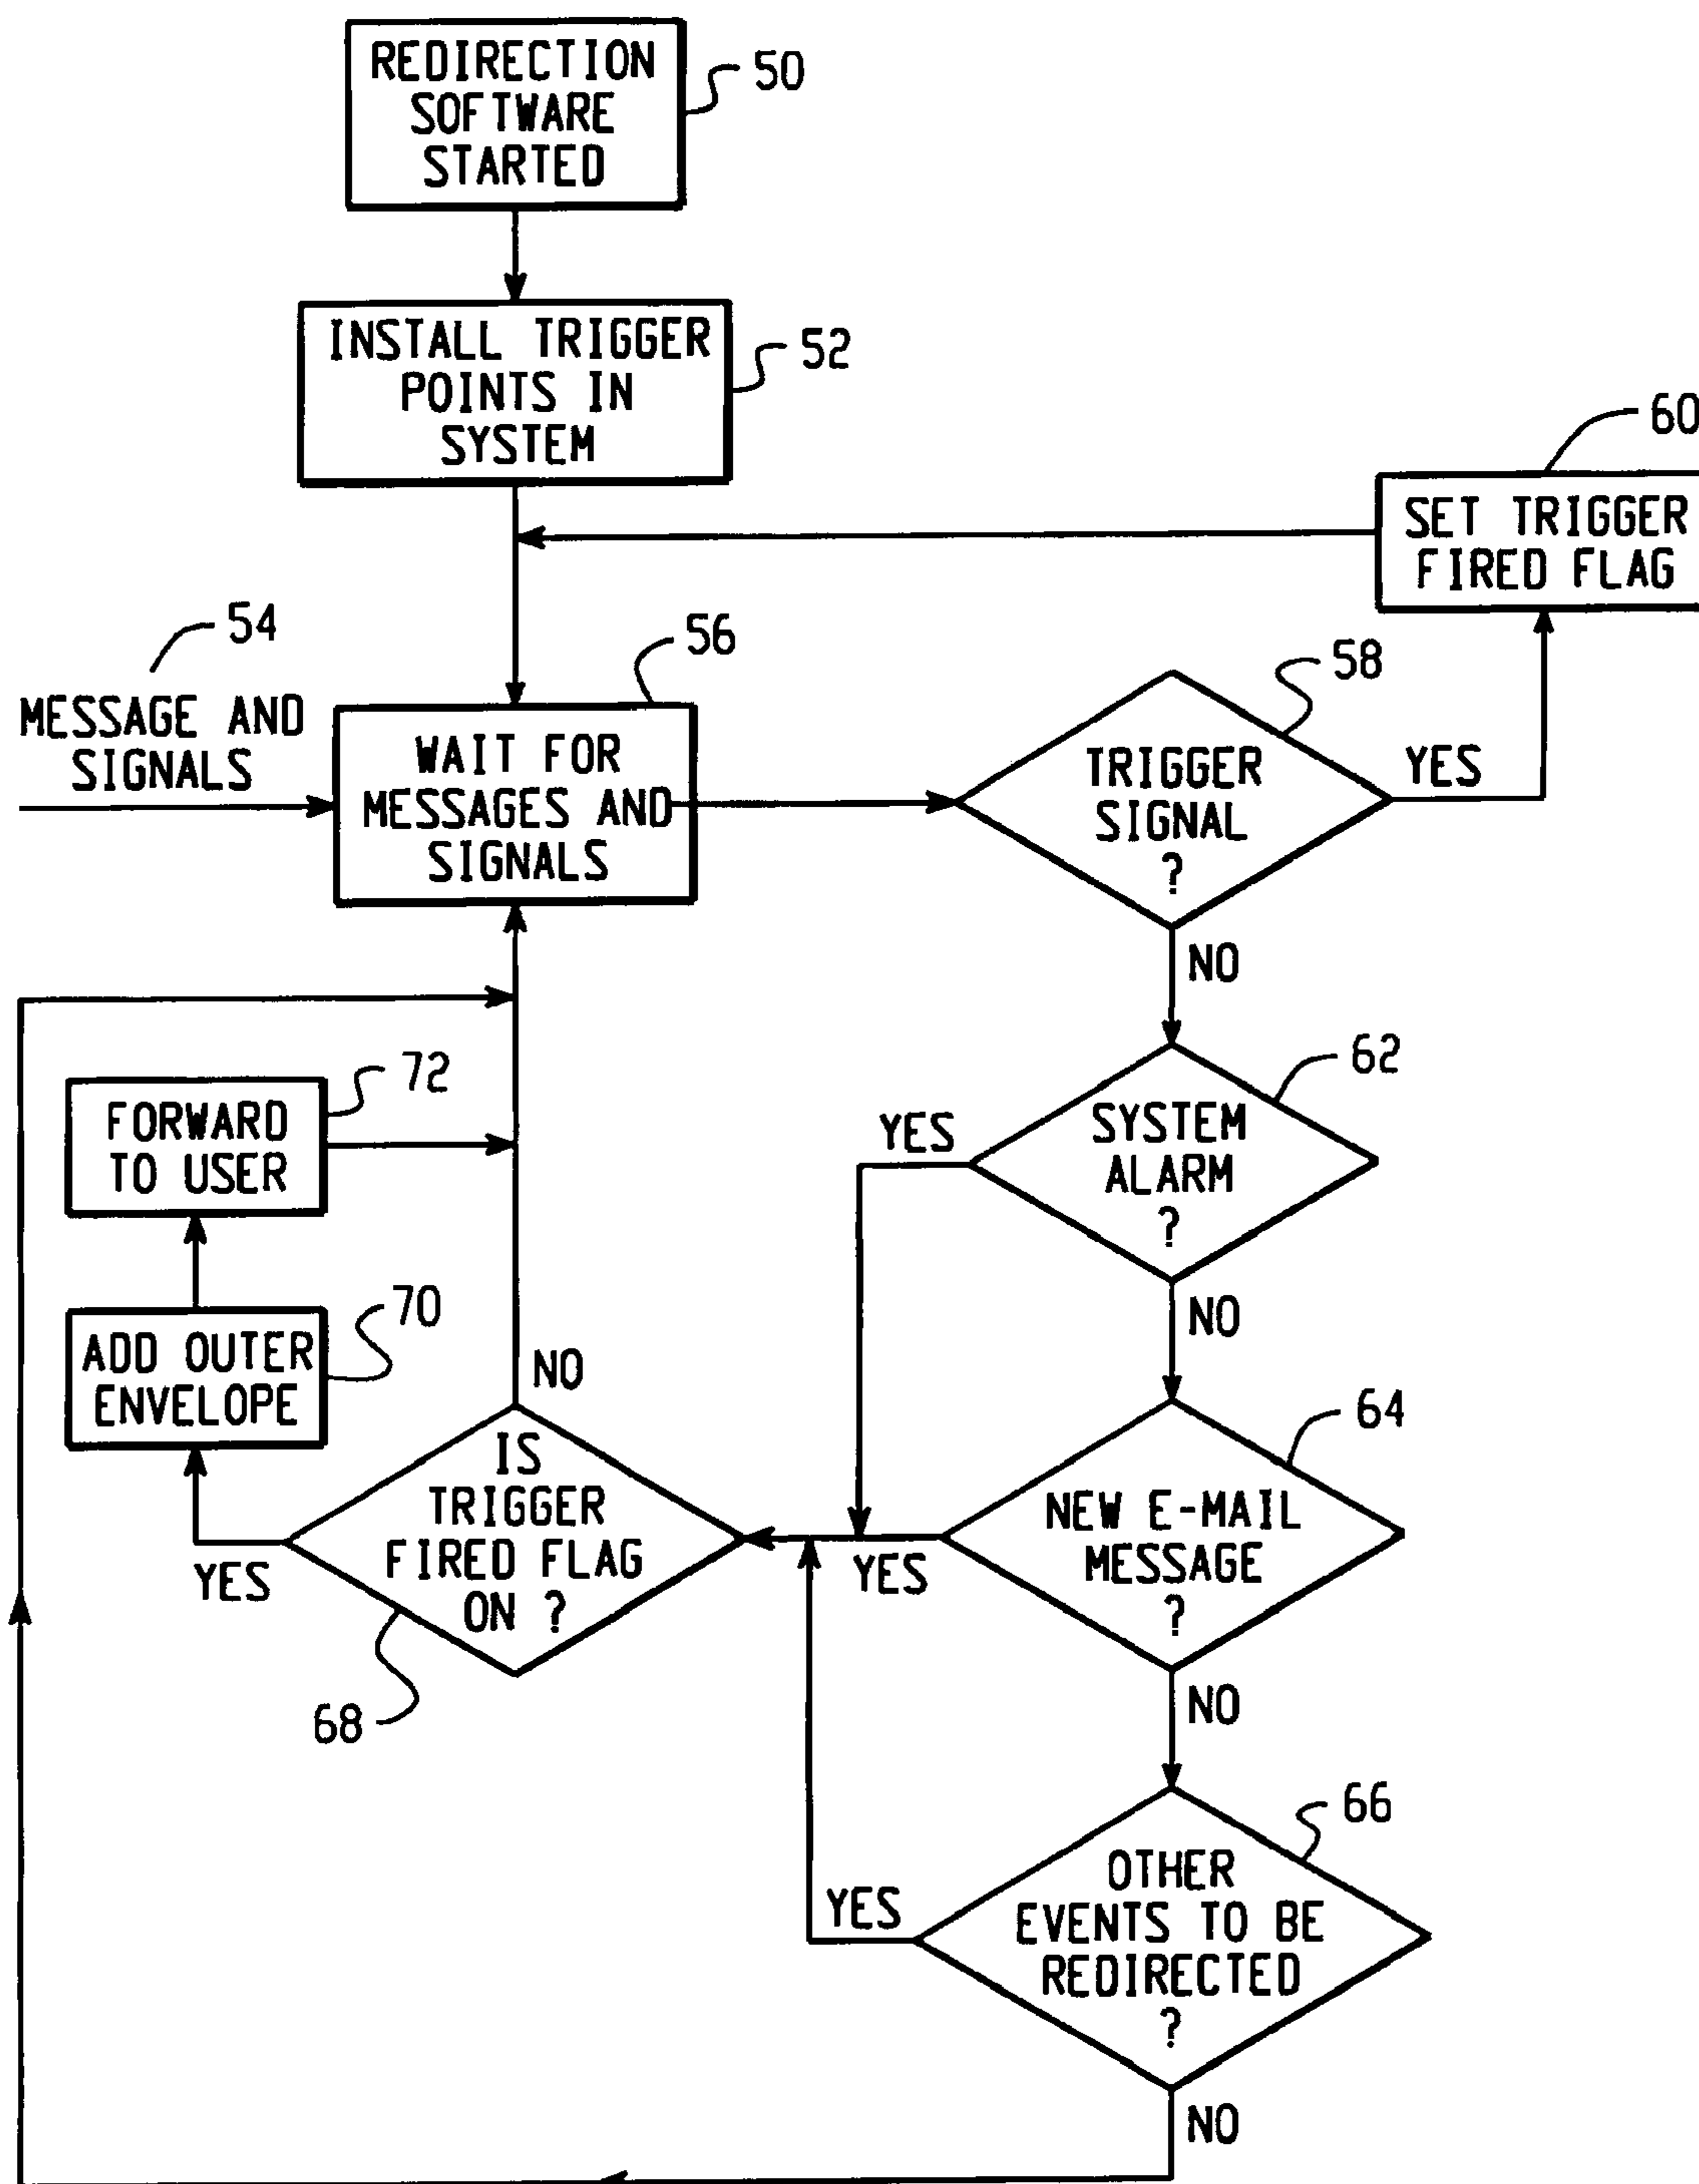 REDIRECTION
SOFTWARE
STARTED
50
INSTALL TRIGGER
POINTS IN
SYSTEM
52
60
SET TRIGGER
FIRED FLAG
54
MESSAGE AND
SIGNALS
56
WAIT FOR
MESSAGES AND
SIGNALS
58
TRIGGER
SIGNAL
?
YES
NO
62
SYSTEM
ALARM
?
YES
NO
72
FORWARD
TO USER
70
ADD OUTER
ENVELOPE
NO
IS
TRIGGER
FIRED FLAG
ON ?
YES
68
64
NEW E-MAIL
MESSAGE
?
YES
NO
66
OTHER
EVENTS TO BE
REDIRECTED
?
YES
NO